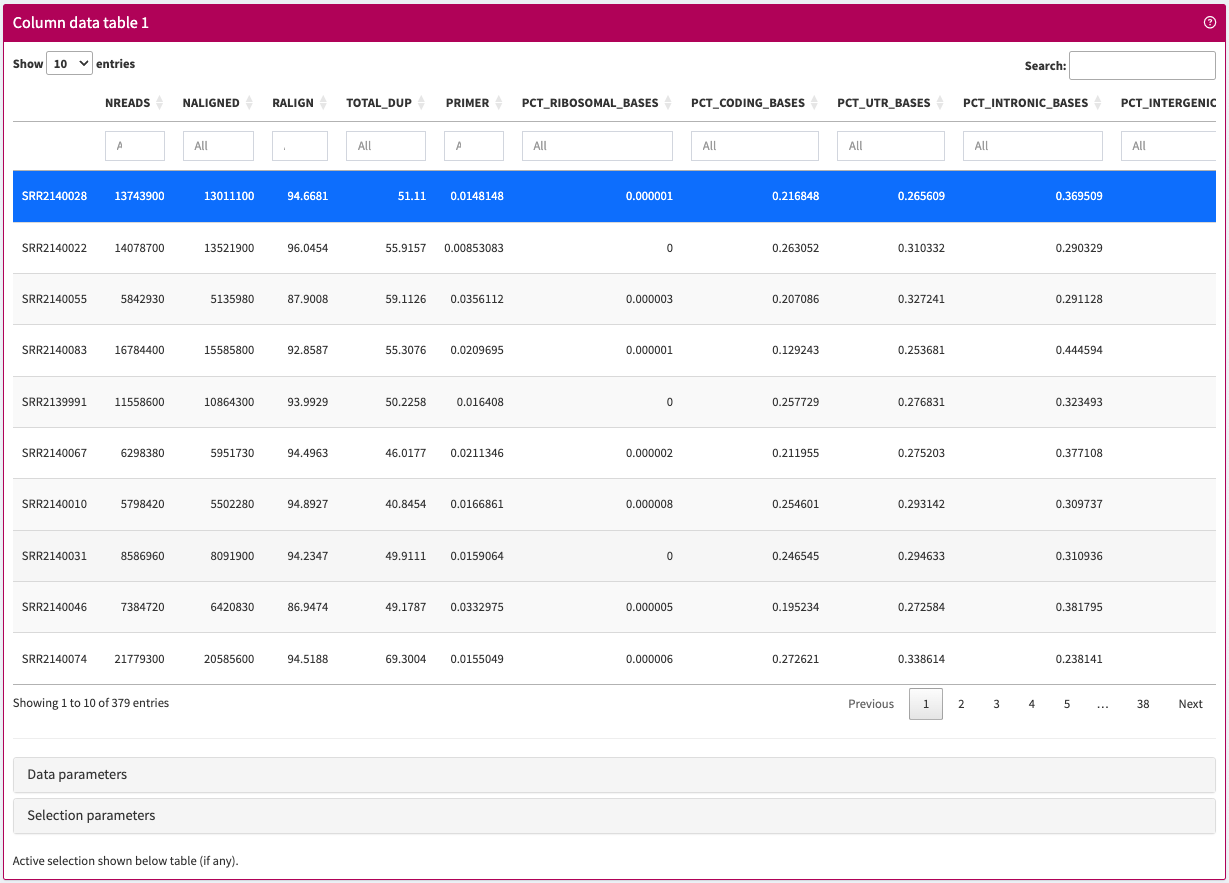 Column data table 1
Show 10 entries
Search:
NREADS NALIGNED RALIGN TOTAL_DUP PRIMER PCT_RIBOSOMAL_BASES PCT_CODING_BASES PCT_UTR_BASES PCT_INTRONIC_BASES PCT_INTERGENIC
All All All All All All
SRR2140028 13743900 13011100 94.6681 51.11 0.0148148 0.000001 0.216848 0.265609 0.369509
SRR2140022 14078700 13521900 96.0454 55.9157 0.00853083 0 0.263052 0.310332 0.290329
SRR2140055 5842930 5135980 87.9008 59.1126 0.0356112 0.000003 0.207086 0.327241 0.291128
SRR2140083 16784400 15585800 92.8587 55.3076 0.0209695 0.000001 0.129243 0.253681 0.444594
SRR2139991 11558600 10864300 93.9929 50.2258 0.016408 0 0.257729 0.276831 0.323493
SRR2140067 6298380 5951730 94.4963 46.0177 0.0211346 0.000002 0.211955 0.275203 0.377108
SRR2140010 5798420 5502280 94.8927 40.8454 0.0166861 0.000008 0.254601 0.293142 0.309737
SRR2140031 8586960 8091900 94.2347 49.9111 0.0159064 0 0.246545 0.294633 0.310936
SRR2140046 7384720 6420830 86.9474 49.1787 0.0332975 0.000005 0.195234 0.272584 0.381795
SRR2140074 21779300 20585600 94.5188 69.3004 0.0155049 0.000006 0.272621 0.338614 0.238141
Showing 1 to 10 of 379 entries
Previous 1 2 3 4 5 … 38 Next
Data parameters
Selection parameters
Active selection shown below table (if any).